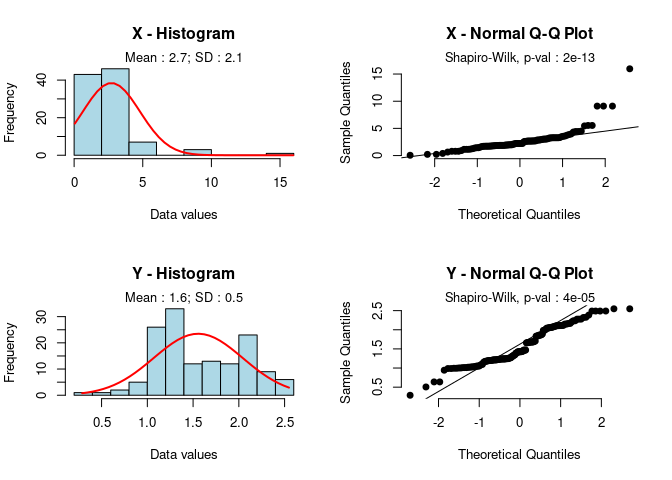 X - Histogram
Mean : 2.7; SD : 2.1
Frequency
0 20 40
0 5 10 15
Data values
X - Normal Q-Q Plot
Shapiro-Wilk, p-val : 2e-13
Sample Quantiles
0 5 15
-2 -1 0 1 2
Theoretical Quantiles
Y - Histogram
Mean : 1.6; SD : 0.5
Frequency
0 10 20 30
0.5 1.0 1.5 2.0 2.5
Data values
Y - Normal Q-Q Plot
Shapiro-Wilk, p-val : 4e-05
Sample Quantiles
0.5 1.5 2.5
-2 -1 0 1 2
Theoretical Quantiles